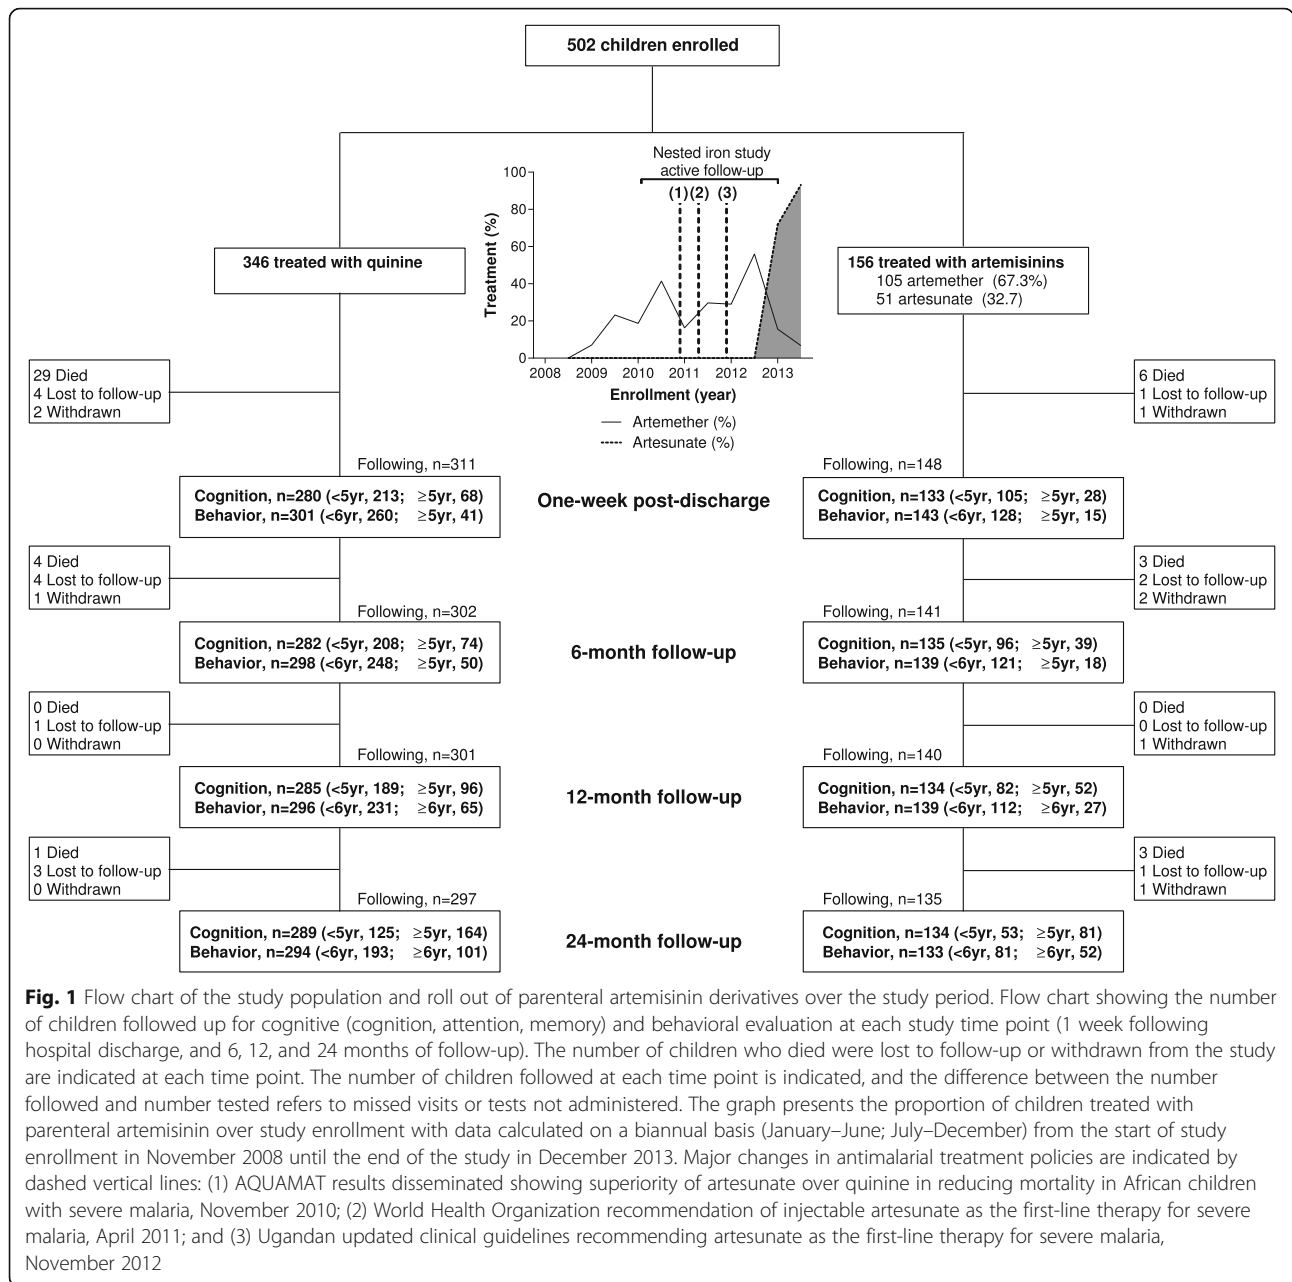 502 children enrolled
Nested iron study
active follow-up
(1) (2) (3)
100
80
60
40
20
0
Treatment (%)
2008 2009 2010 2011 2012 2013
Enrollment (year)
Artemether (%)
Artesunate (%)
346 treated with quinine
156 treated with artemisinins
105 artemether (67.3%)
51 artesunate (32.7)
29 Died
4 Lost to follow-up
2 Withdrawn
6 Died
1 Lost to follow-up
1 Withdrawn
Following, n=311
Cognition, n=280 (<5yr, 213; ≥5yr, 68)
Behavior, n=301 (<6yr, 260; ≥5yr, 41)
One-week post-discharge
Following, n=148
Cognition, n=133 (<5yr, 105; ≥5yr, 28)
Behavior, n=143 (<6yr, 128; ≥5yr, 15)
4 Died
4 Lost to follow-up
1 Withdrawn
3 Died
2 Lost to follow-up
2 Withdrawn
Following, n=302
Cognition, n=282 (<5yr, 208; ≥5yr, 74)
Behavior, n=298 (<6yr, 248; ≥5yr, 50)
6-month follow-up
Following, n=141
Cognition, n=135 (<5yr, 96; ≥5yr, 39)
Behavior, n=139 (<6yr, 121; ≥5yr, 18)
0 Died
1 Lost to follow-up
0 Withdrawn
0 Died
0 Lost to follow-up
1 Withdrawn
Following, n=301
Cognition, n=285 (<5yr, 189; ≥5yr, 96)
Behavior, n=296 (<6yr, 231; ≥6yr, 65)
12-month follow-up
Following, n=140
Cognition, n=134 (<5yr, 82; ≥5yr, 52)
Behavior, n=139 (<6yr, 112; ≥6yr, 27)
1 Died
3 Lost to follow-up
0 Withdrawn
3 Died
1 Lost to follow-up
1 Withdrawn
Following, n=297
Cognition, n=289 (<5yr, 125; ≥5yr, 164)
Behavior, n=294 (<6yr, 193; ≥6yr, 101)
24-month follow-up
Following, n=135
Cognition, n=134 (<5yr, 53; ≥5yr, 81)
Behavior, n=133 (<6yr, 81; ≥6yr, 52)
Fig. 1 Flow chart of the study population and roll out of parenteral artemisinin derivatives over the study period. Flow chart showing the number
of children followed up for cognitive (cognition, attention, memory) and behavioral evaluation at each study time point (1 week following
hospital discharge, and 6, 12, and 24 months of follow-up). The number of children who died were lost to follow-up or withdrawn from the study
are indicated at each time point. The number of children followed at each time point is indicated, and the difference between the number
followed and number tested refers to missed visits or tests not administered. The graph presents the proportion of children treated with
parenteral artemisinin over study enrollment with data calculated on a biannual basis (January–June; July–December) from the start of study
enrollment in November 2008 until the end of the study in December 2013. Major changes in antimalarial treatment policies are indicated by
dashed vertical lines: (1) AQUAMAT results disseminated showing superiority of artesunate over quinine in reducing mortality in African children
with severe malaria, November 2010; (2) World Health Organization recommendation of injectable artesunate as the first-line therapy for severe
malaria, April 2011; and (3) Ugandan updated clinical guidelines recommending artesunate as the first-line therapy for severe malaria,
November 2012